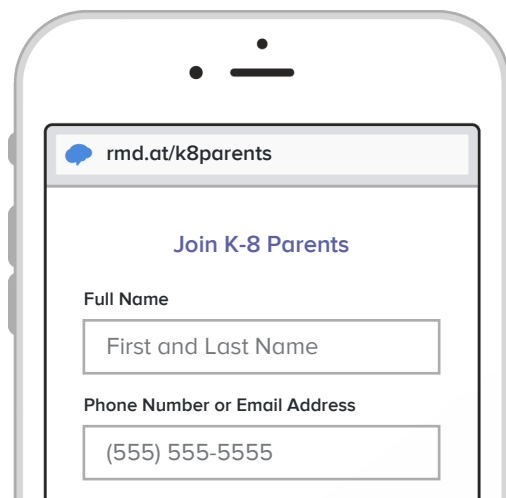 rmd.at/k8parents
Join K-8 Parents
Full Name
First and Last Name
Phone Number or Email Address
(555) 555-5555